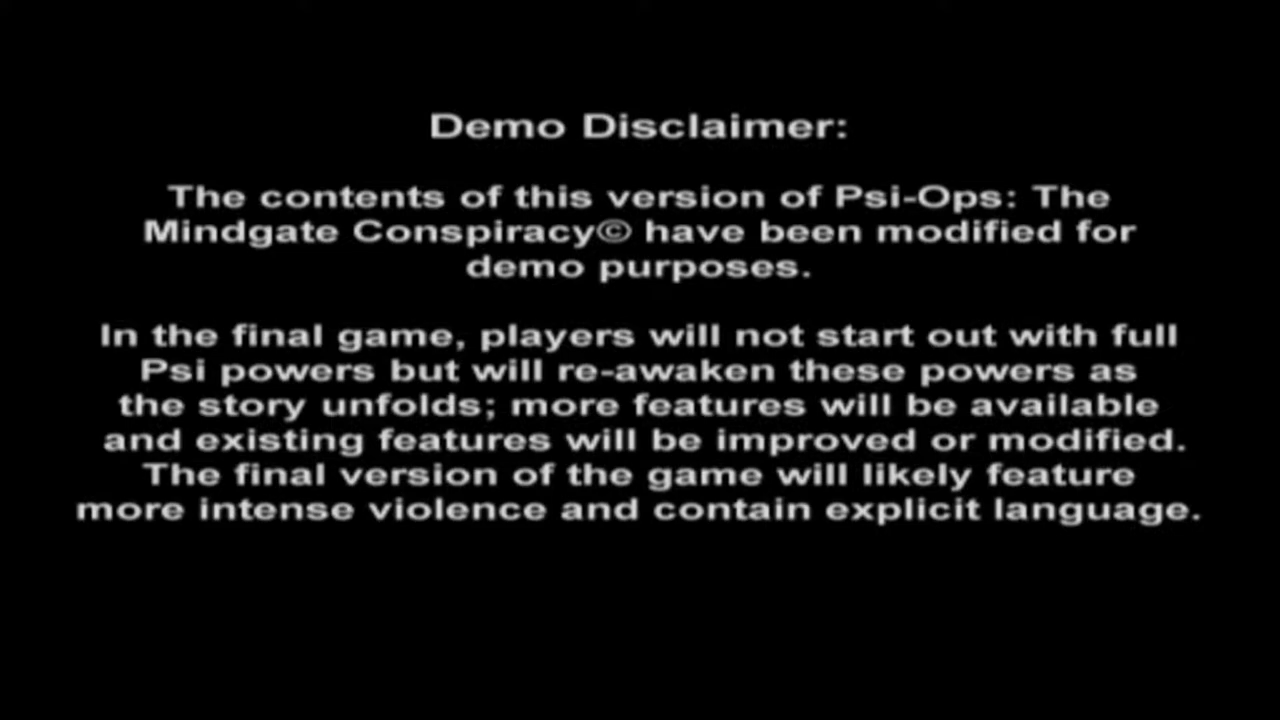 Demo Disclaimer:
The contents of this version of Psi-Ops: The
Mindgate Conspiracy© have been modified for
demo purposes.
In the final game, players will not start out with full
Psi powers but will re-awaken these powers as
the story unfolds; more features will be available
and existing features will be improved or modified.
The final version of the game will likely feature
more intense violence and contain explicit language.